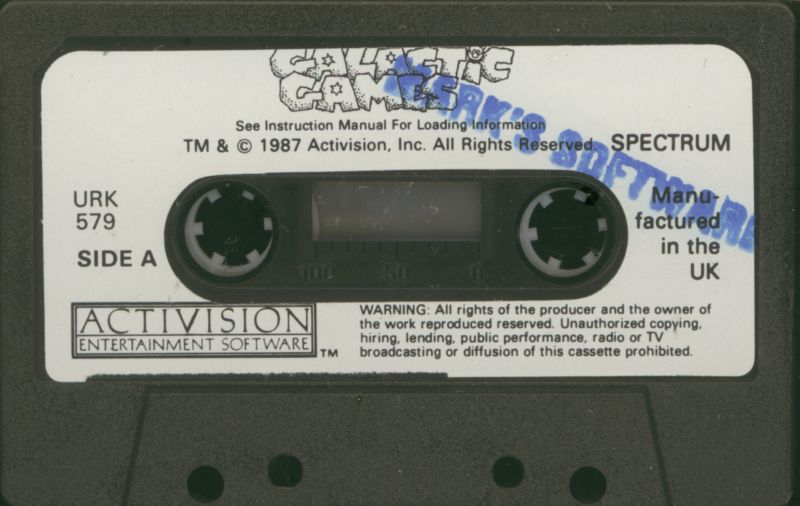 GALACTIC
GAMES
See Instruction Manual For Loading Information
TM & © 1987 Activision, Inc. All Rights Reserved. SPECTRUM
MARK'S SOFTWARE
URK
579
SIDE A
100 50 0
Manu-
factured
in the
UK
ACTIVISION
ENTERTAINMENT SOFTWARE
TM
WARNING: All rights of the producer and the owner of
the work reproduced reserved. Unauthorized copying,
hiring, lending, public performance, radio or TV
broadcasting or diffusion of this cassette prohibited.